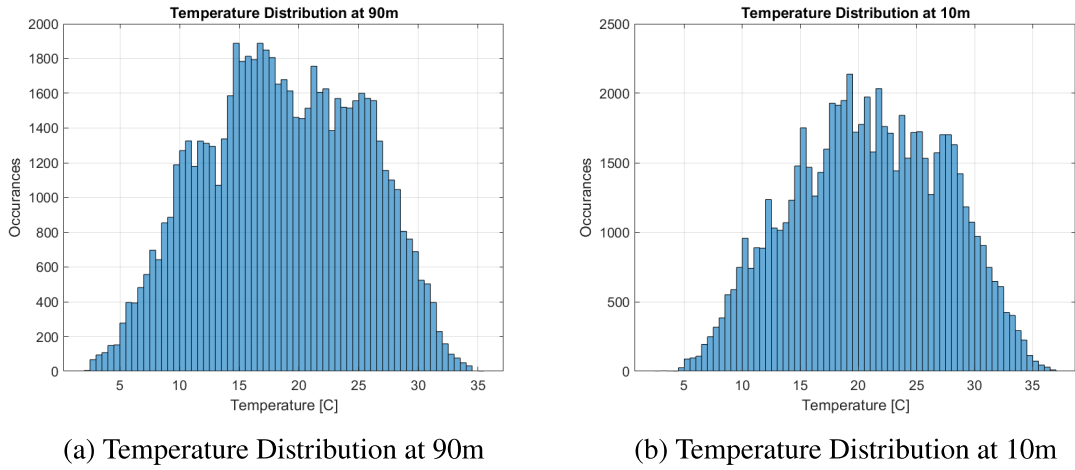 Temperature Distribution at 90m
2000
1800
1600
1400
1200
1000
800
600
400
200
0
Occurances
5 10 15 20 25 30 35
Temperature [C]
(a) Temperature Distribution at 90m
Temperature Distribution at 10m
2500
2000
1500
1000
500
0
Occurances
5 10 15 20 25 30 35
Temperature [C]
(b) Temperature Distribution at 10m